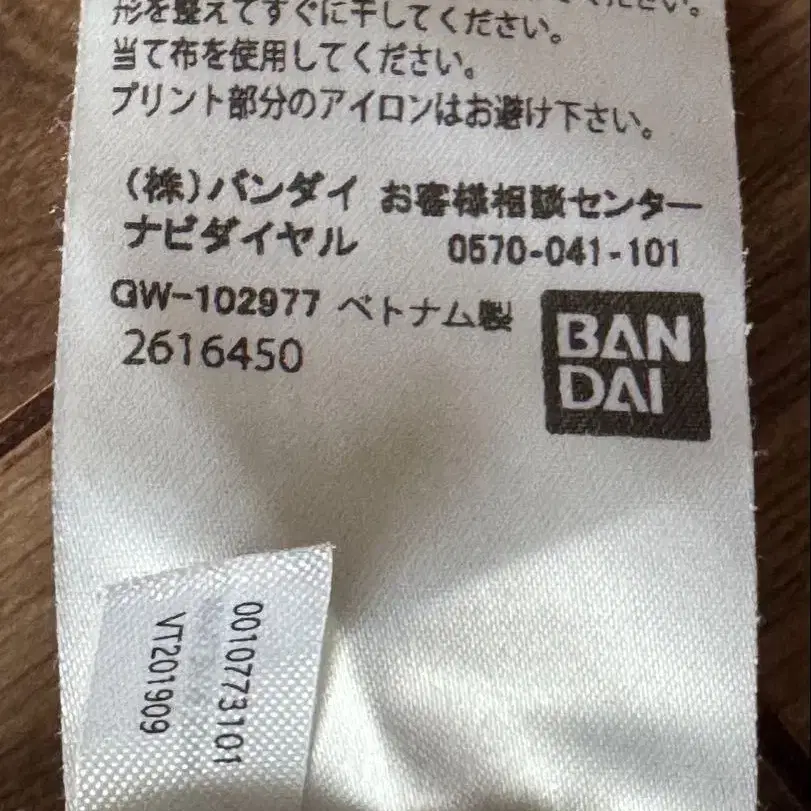 形を整えてすぐに干してください。
当て布を使用してください。
プリント部分のアイロンはお避け下さい。
(株)バンダイ お客様相談センター
ナビダイヤル 0570-041-101
GW-102977 ベトナム製
2616450
BAN
DAI
0010773101
VT201909